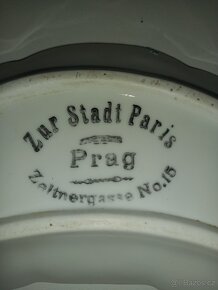 Zur Stadt Paris
Prag
Zeltnergasse No.15